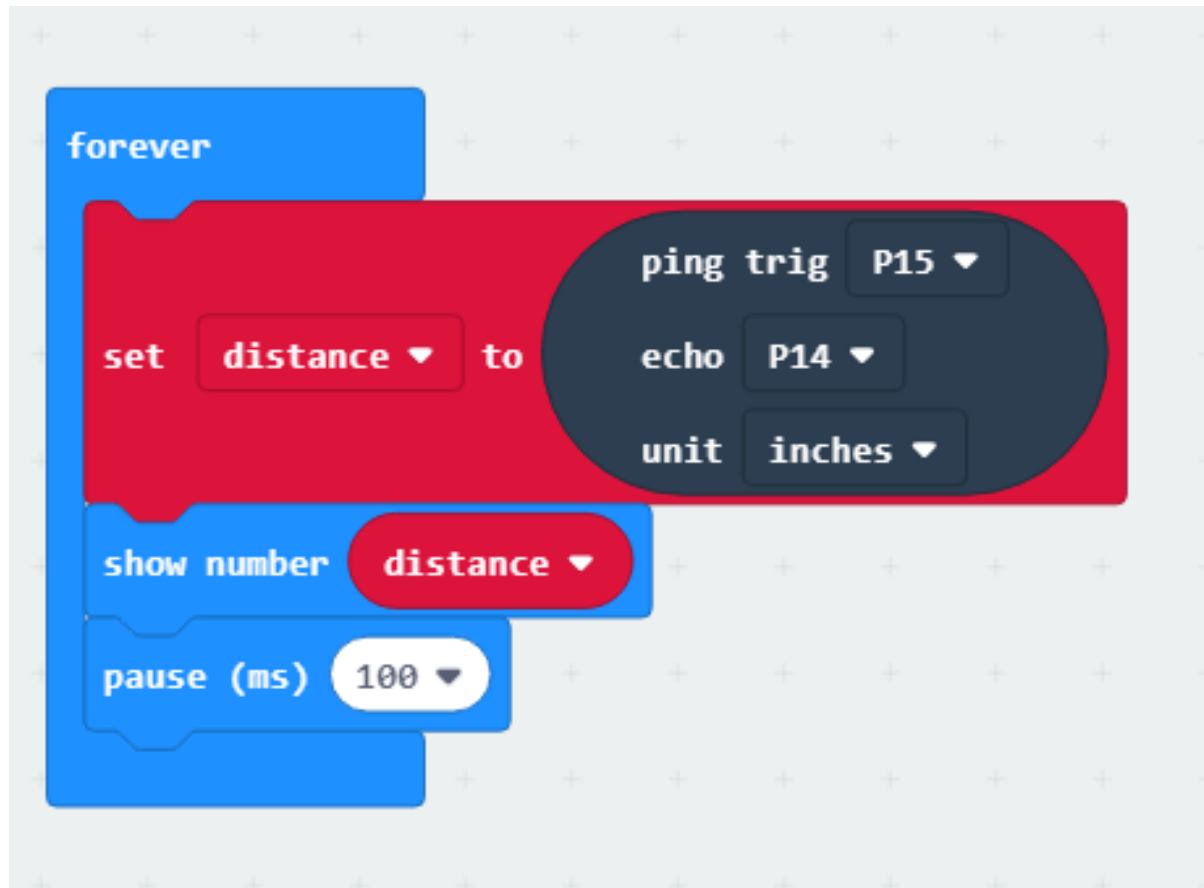 forever
ping trig P15
set distance to echo P14
unit inches
show number distance
pause (ms) 100